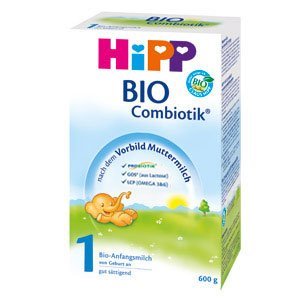 HiPP
BIO
Combiotik®
BIO
nach dem Vorbild Muttermilch
✓ PROBIOTIK®
✓ GOS* (aus Lactose)
✓ LCP (OMEGA 3&6)
1
Bio-Anfangsmilch
von Geburt an
gut sättigend
600 g